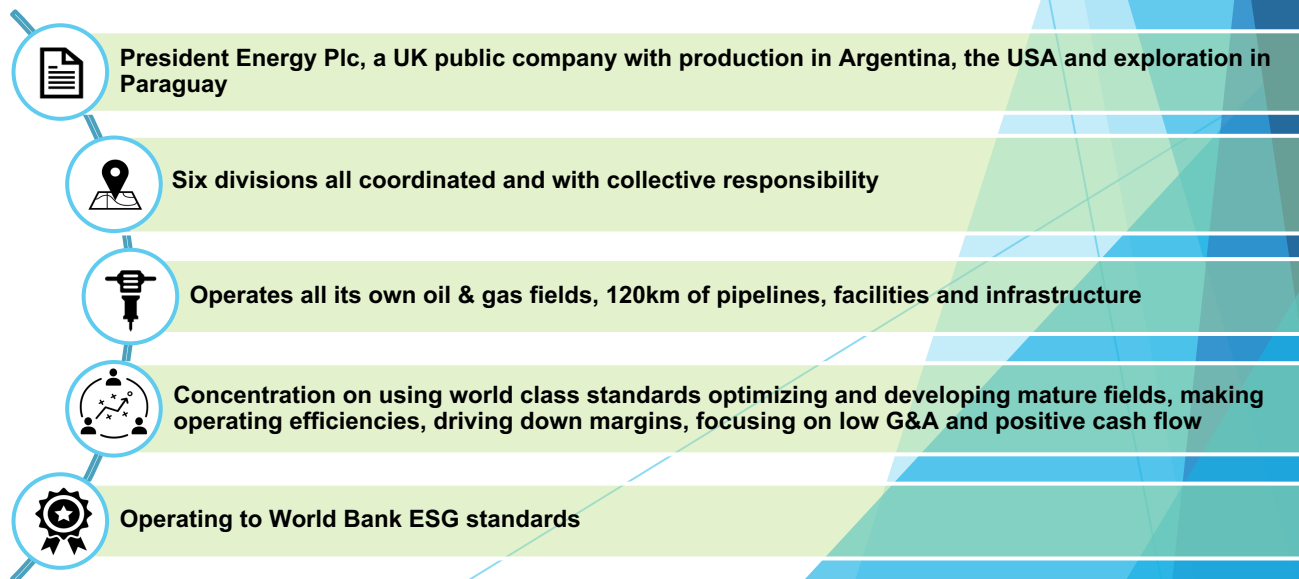 President Energy Plc, a UK public company with production in Argentina, the USA and exploration in
Paraguay
Six divisions all coordinated and with collective responsibility
Operates all its own oil & gas fields, 120km of pipelines, facilities and infrastructure
Concentration on using world class standards optimizing and developing mature fields, making
operating efficiencies, driving down margins, focusing on low G&A and positive cash flow
Operating to World Bank ESG standards